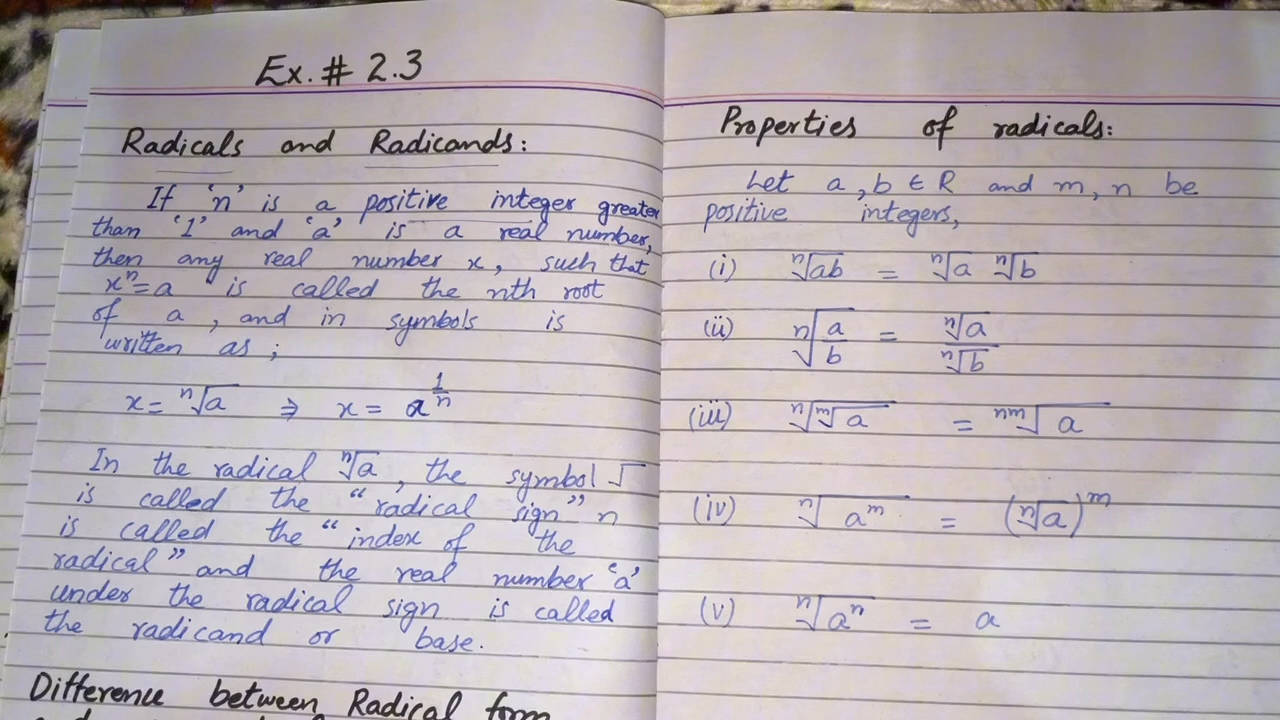 Ex. # 2.3
Radicals and Radicands:
If 'n' is a positive integer greater
than '1' and 'a' is a real number,
then any real number x, such that
xⁿ=a is called the nth root
of a, and in symbols is
written as;
x = ⁿ√a ⇒ x = a^(1/n)
In the radical ⁿ√a, the symbol √
is called the "radical sign" n
is called the "index of the
radical" and the real number 'a'
under the radical sign is called
the radicand or base.
Difference between Radical form
Properties of radicals:
Let a, b ∈ R and m, n be
positive integers,
(i) ⁿ√(ab) = ⁿ√a ⁿ√b
(ii) ⁿ√(a/b) = ⁿ√a / ⁿ√b
(iii) ⁿ√(ᵐ√a) = ⁿᵐ√a
(iv) ⁿ√(aᵐ) = (ⁿ√a)ᵐ
(v) ⁿ√(aⁿ) = a